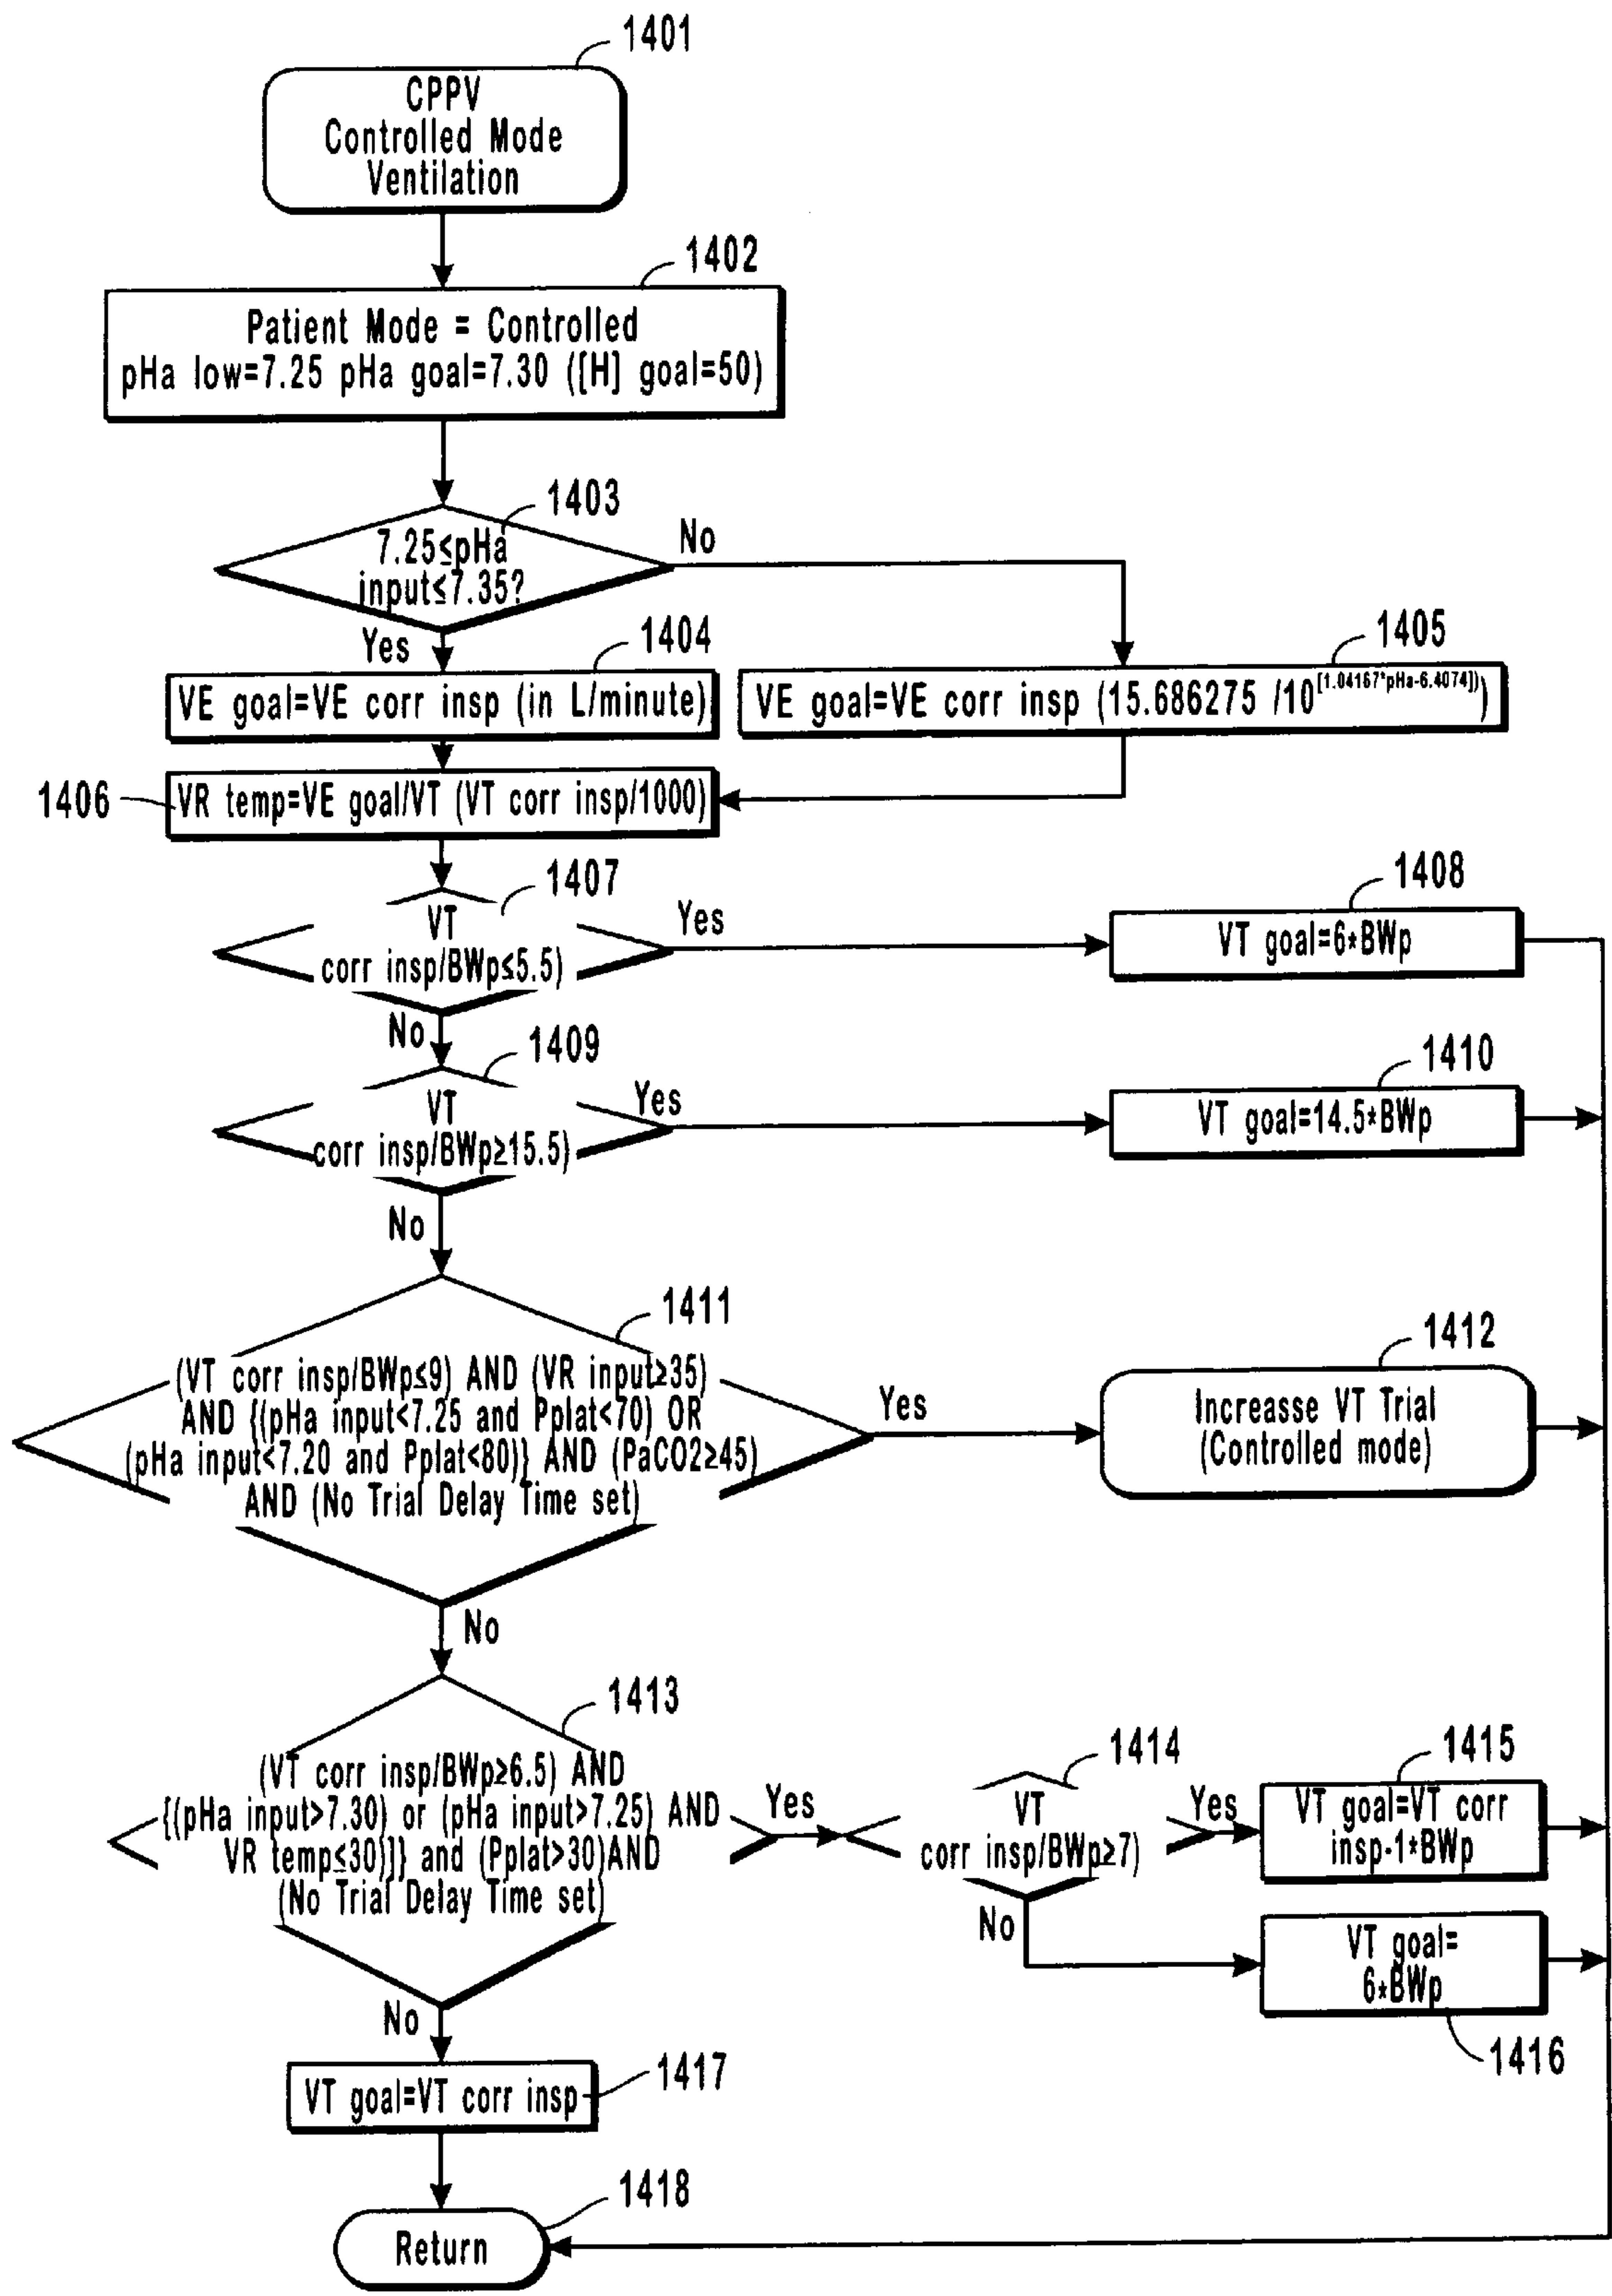 1401
CPPV
Controlled Mode
Ventilation
1402
Patient Mode = Controlled
pHa low=7.25 pHa goal=7.30 ([H] goal=50)
1403
7.25≤pHa
input≤7.35?
No
Yes
1404
VE goal=VE corr insp (in L/minute)
1405
VE goal=VE corr insp (15.686275 /10[1.04167*pHa-6.4074]))
1406
VR temp=VE goal/VT (VT corr insp/1000)
1407
VT
corr insp/BWp≤5.5)
Yes
1408
VT goal=6*BWp
No
1409
VT
corr insp/BWp≥15.5)
Yes
1410
VT goal=14.5*BWp
No
1411
(VT corr insp/BWp≤9) AND (VR input≥35)
AND {(pHa input<7.25 and Pplat<70) OR
(pHa input<7.20 and Pplat<80)} AND (PaCO2≥45)
AND (No Trial Delay Time set)
Yes
1412
Increasse VT Trial
(Controlled mode)
No
1413
(VT corr insp/BWp≥6.5) AND
{(pHa input>7.30) or (pHa input>7.25) AND
VR temp≤30)]} and (Pplat>30)AND
(No Trial Delay Time set)
Yes
1414
VT
corr insp/BWp≥7)
Yes
1415
VT goal=VT corr
insp-1*BWp
No
VT goal=
6*BWp
1416
No
1417
VT goal=VT corr insp
1418
Return